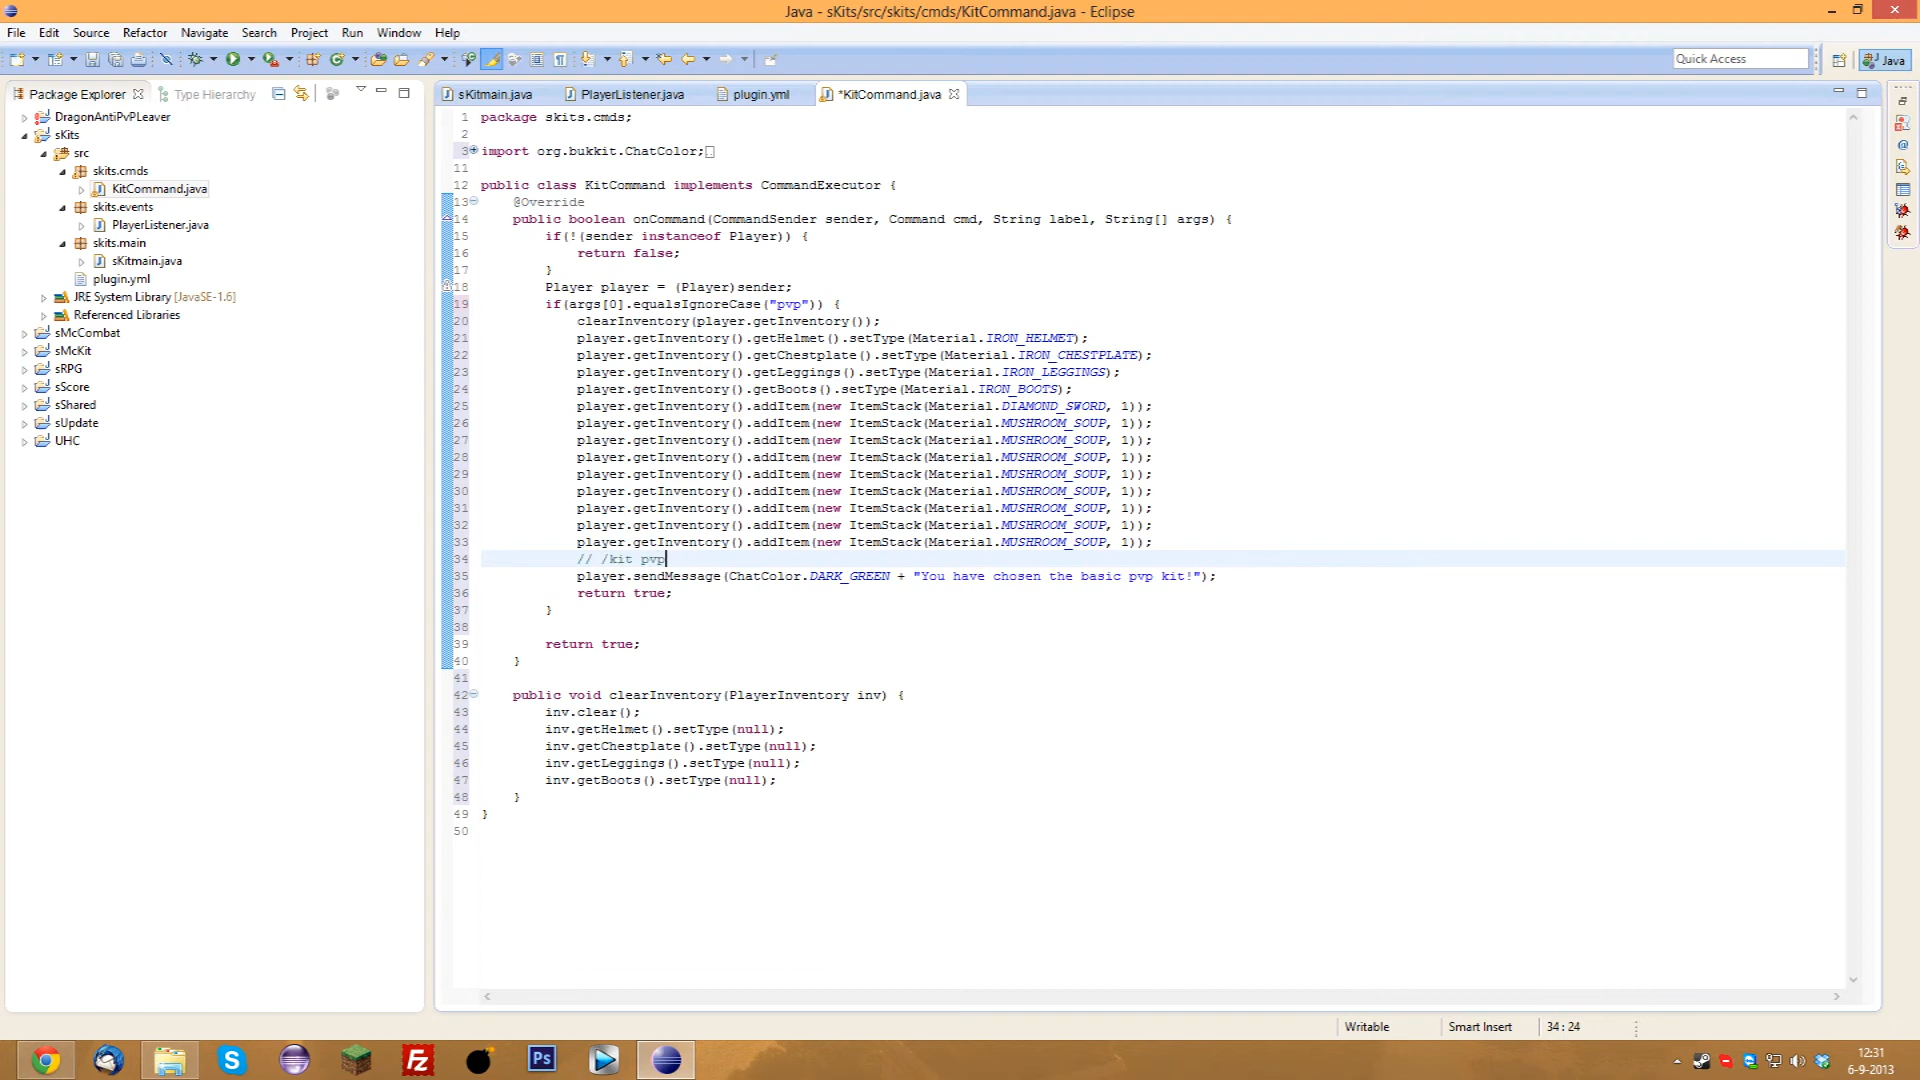 Java - sKits/src/skits/cmds/KitCommand.java - Eclipse
File Edit Source Refactor Navigate Search Project Run Window Help
Quick Access
Java
Package Explorer Type Hierarchy
DragonAntiPvPLeaver
sKits
src
skits.cmds
KitCommand.java
skits.events
PlayerListener.java
skits.main
sKitmain.java
plugin.yml
JRE System Library [JavaSE-1.6]
Referenced Libraries
sMcCombat
sMcKit
sRPG
sScore
sShared
sUpdate
UHC
sKitmain.java PlayerListener.java plugin.yml *KitCommand.java
1 package skits.cmds;
2
3 import org.bukkit.ChatColor;
11
12 public class KitCommand implements CommandExecutor {
13 @Override
14 public boolean onCommand(CommandSender sender, Command cmd, String label, String[] args) {
15 if(!(sender instanceof Player)) {
16 return false;
17 }
18 Player player = (Player)sender;
19 if(args[0].equalsIgnoreCase("pvp")) {
20 clearInventory(player.getInventory());
21 player.getInventory().getHelmet().setType(Material.IRON_HELMET);
22 player.getInventory().getChestplate().setType(Material.IRON_CHESTPLATE);
23 player.getInventory().getLeggings().setType(Material.IRON_LEGGINGS);
24 player.getInventory().getBoots().setType(Material.IRON_BOOTS);
25 player.getInventory().addItem(new ItemStack(Material.DIAMOND_SWORD, 1));
26 player.getInventory().addItem(new ItemStack(Material.MUSHROOM_SOUP, 1));
27 player.getInventory().addItem(new ItemStack(Material.MUSHROOM_SOUP, 1));
28 player.getInventory().addItem(new ItemStack(Material.MUSHROOM_SOUP, 1));
29 player.getInventory().addItem(new ItemStack(Material.MUSHROOM_SOUP, 1));
30 player.getInventory().addItem(new ItemStack(Material.MUSHROOM_SOUP, 1));
31 player.getInventory().addItem(new ItemStack(Material.MUSHROOM_SOUP, 1));
32 player.getInventory().addItem(new ItemStack(Material.MUSHROOM_SOUP, 1));
33 player.getInventory().addItem(new ItemStack(Material.MUSHROOM_SOUP, 1));
34 // /kit pvp
35 player.sendMessage(ChatColor.DARK_GREEN + "You have chosen the basic pvp kit!");
36 return true;
37 }
38
39 return true;
40 }
41
42 public void clearInventory(PlayerInventory inv) {
43 inv.clear();
44 inv.getHelmet().setType(null);
45 inv.getChestplate().setType(null);
46 inv.getLeggings().setType(null);
47 inv.getBoots().setType(null);
48 }
49 }
50
Writable Smart Insert 34 : 24
Ps
12:31
6-9-2013